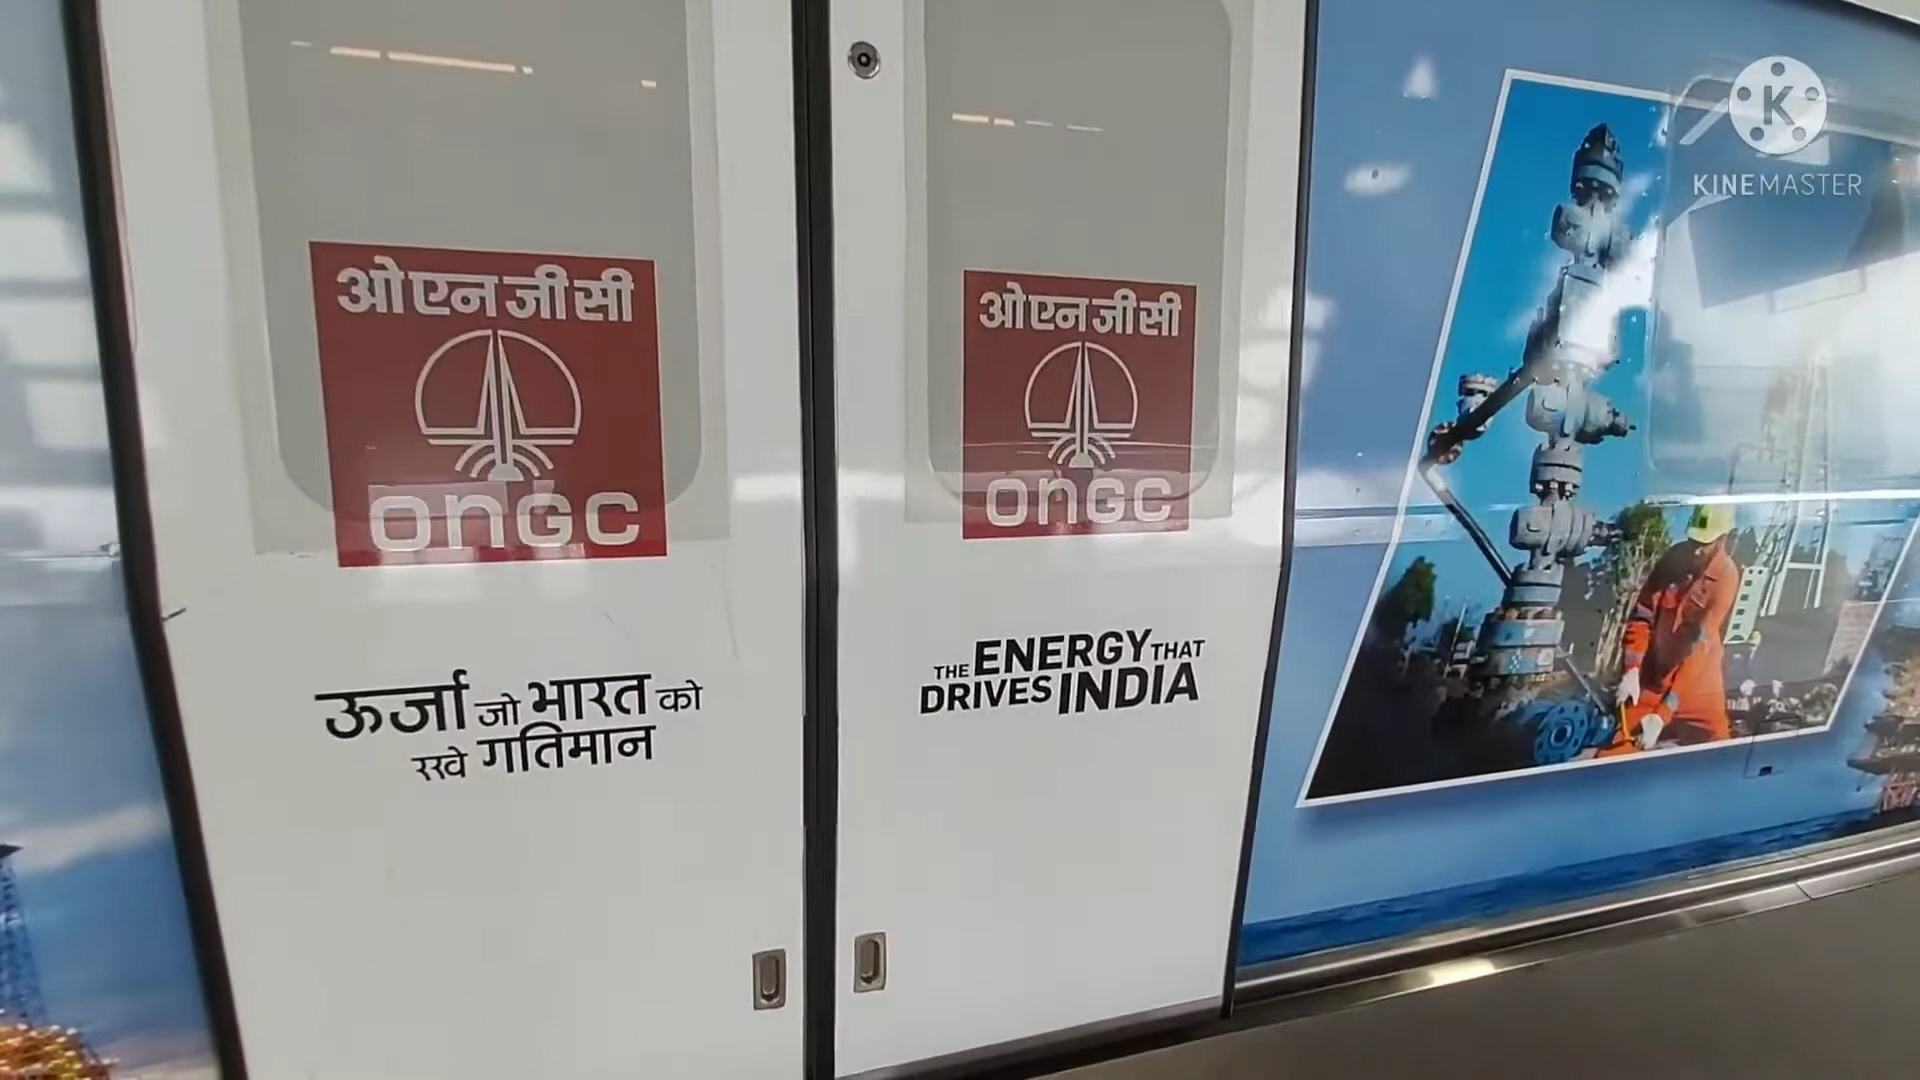 ओएनजीसी
ONGC
ऊर्जा जो भारत को
रखे गतिमान
ओएनजीसी
ONGC
THE ENERGY THAT
DRIVES INDIA
K
KINEMASTER